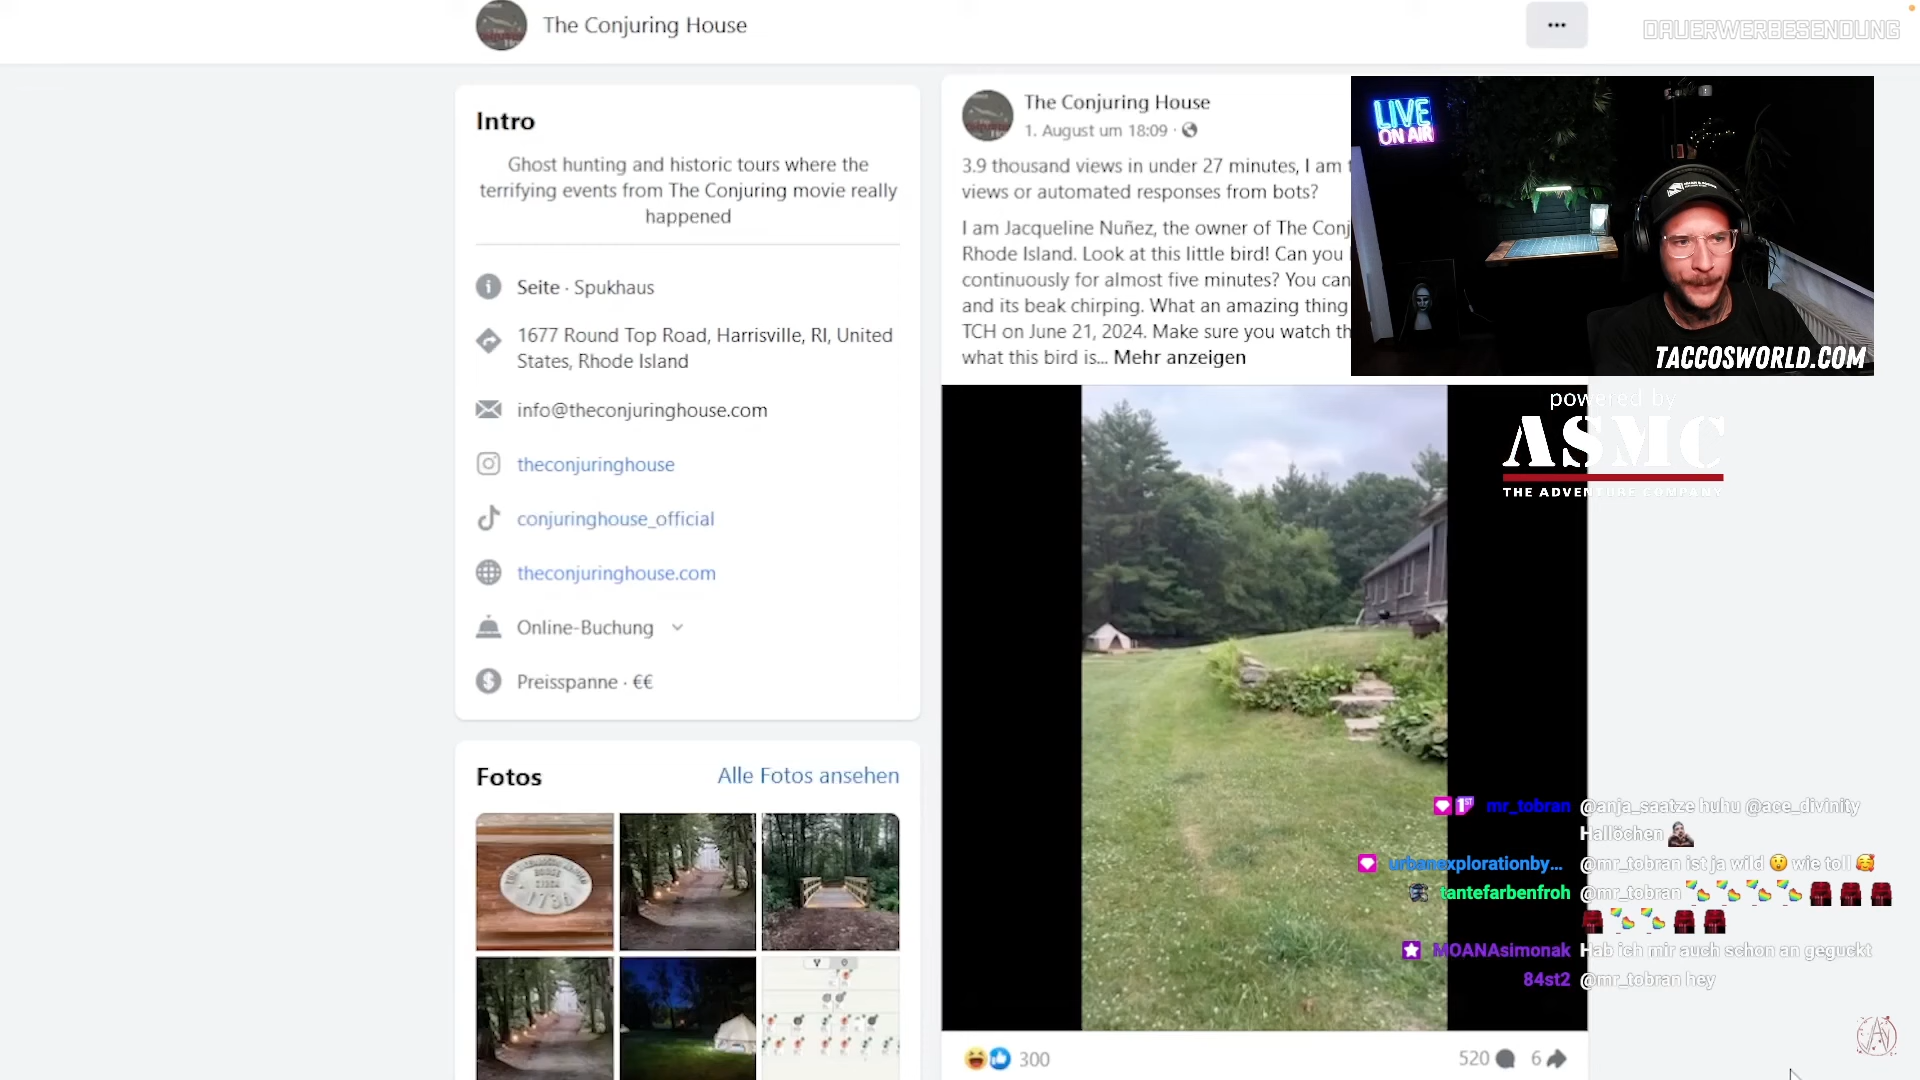 The Conjuring House
DAUERWERBESENDUNG
Intro
Ghost hunting and historic tours where the
terrifying events from The Conjuring movie really
happened
Seite · Spukhaus
1677 Round Top Road, Harrisville, RI, United
States, Rhode Island
info@theconjuringhouse.com
theconjuringhouse
conjuringhouse_official
theconjuringhouse.com
Online-Buchung
Preisspanne · €€
Fotos
Alle Fotos ansehen
HOUSE
1736
The Conjuring House
1. August um 18:09 ·
3.9 thousand views in under 27 minutes, I am
views or automated responses from bots?
I am Jacqueline Nuñez, the owner of The Conj
Rhode Island. Look at this little bird! Can you
continuously for almost five minutes? You can
and its beak chirping. What an amazing thing
TCH on June 21, 2024. Make sure you watch th
what this bird is... Mehr anzeigen
LIVE
ON AIR
TACCOSWORLD.COM
powered by
ASMC
THE ADVENTURE COMPANY
mr_tobran @anja_saatze huhu @ace_divinity
Hallöchen
urbanexplorationby... @mr_tobran ist ja wild 😲 wie toll 🥰
tantefarbenfroh @mr_tobran
MOANAsimonak Hab ich mir auch schon an geguckt
84st2 @mr_tobran hey
300
520
6